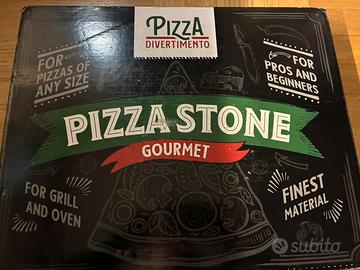 PIZZA
DIVERTIMENTO
FOR
PIZZAS OF
ANY SIZE
FOR
PROS AND
BEGINNERS
PIZZA STONE
GOURMET
FOR GRILL
AND OVEN
FINEST
MATERIAL
subito